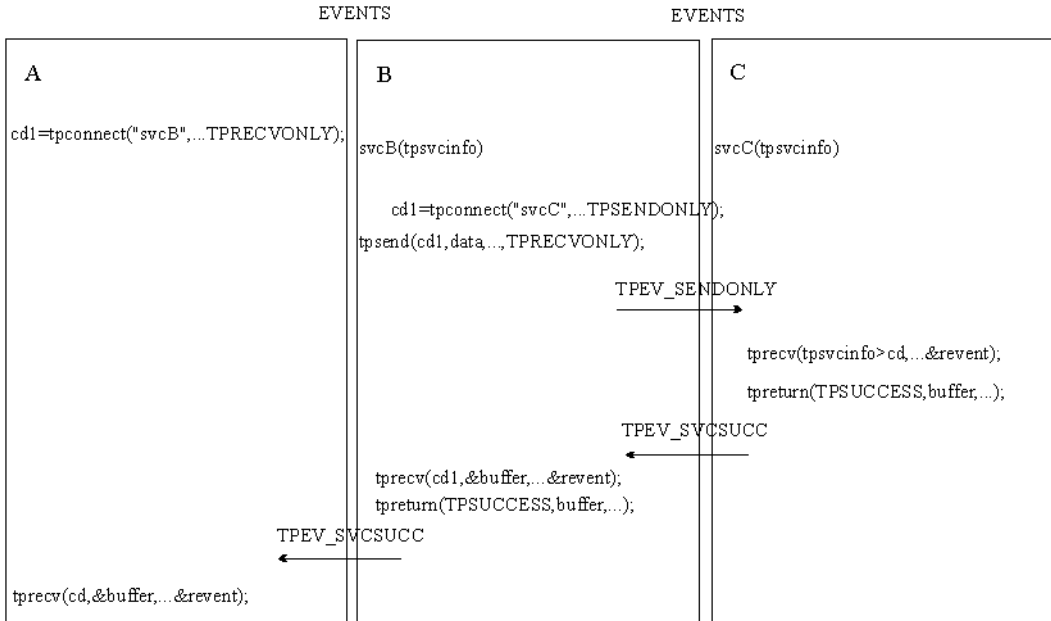 EVENTS
EVENTS
A
B
C
cd1=tpconnect("svcB",...TPRECVONLY);
svcB(tpsvcinfo)
svcC(tpsvcinfo)
cd1=tpconnect("svcC",...TPSENDONLY);
tpsend(cd1,data,...,TPRECVONLY);
TPEV_SENDONLY
tprecv(tpsvcinfo>cd,...&revent);
tpreturn(TPSUCCESS,buffer,...);
TPEV_SVCSUCC
tprecv(cd1,&buffer,...&revent);
tpreturn(TPSUCCESS,buffer,...);
TPEV_SVCSUCC
tprecv(cd,&buffer,...&revent);